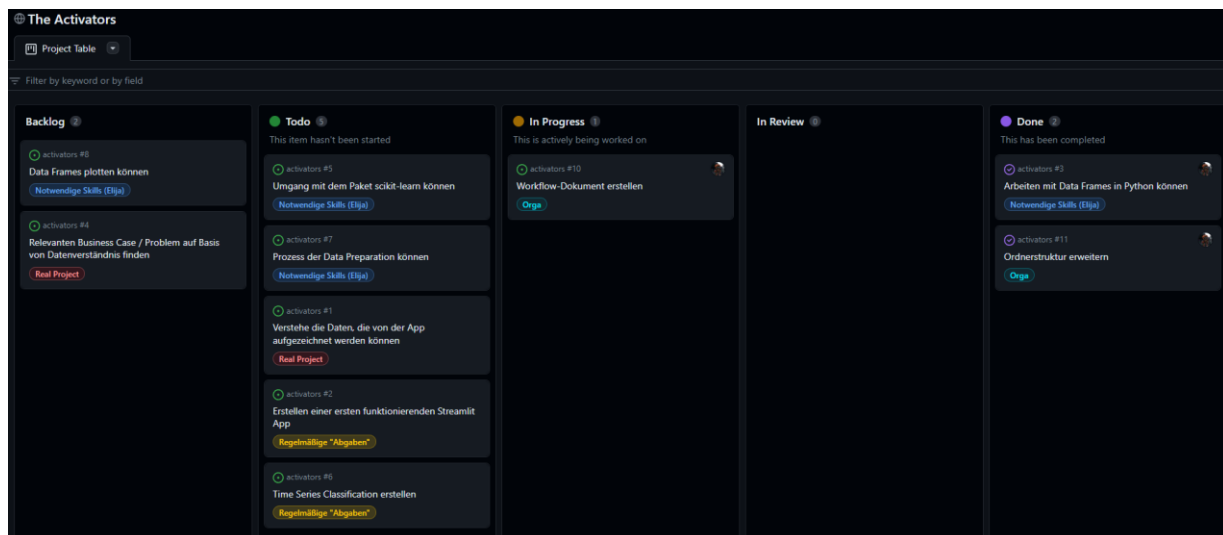 The Activators
Project Table
Filter by keyword or by field
Backlog 2
activators #8
Data Frames plotten können
Notwendige Skills (Elija)
activators #4
Relevanten Business Case / Problem auf Basis
von Datenverständnis finden
Real Project
Todo 5
This item hasn't been started
activators #5
Umgang mit dem Paket scikit-learn können
Notwendige Skills (Elija)
activators #7
Prozess der Data Preparation können
Notwendige Skills (Elija)
activators #1
Verstehe die Daten, die von der App
aufgezeichnet werden können
Real Project
activators #2
Erstellen einer ersten funktionierenden Streamlit
App
Regelmäßige "Abgaben"
activators #6
Time Series Classification erstellen
Regelmäßige "Abgaben"
In Progress 1
This is actively being worked on
activators #10
Workflow-Dokument erstellen
Orga
In Review 0
Done 2
This has been completed
activators #3
Arbeiten mit Data Frames in Python können
Notwendige Skills (Elija)
activators #11
Ordnerstruktur erweitern
Orga